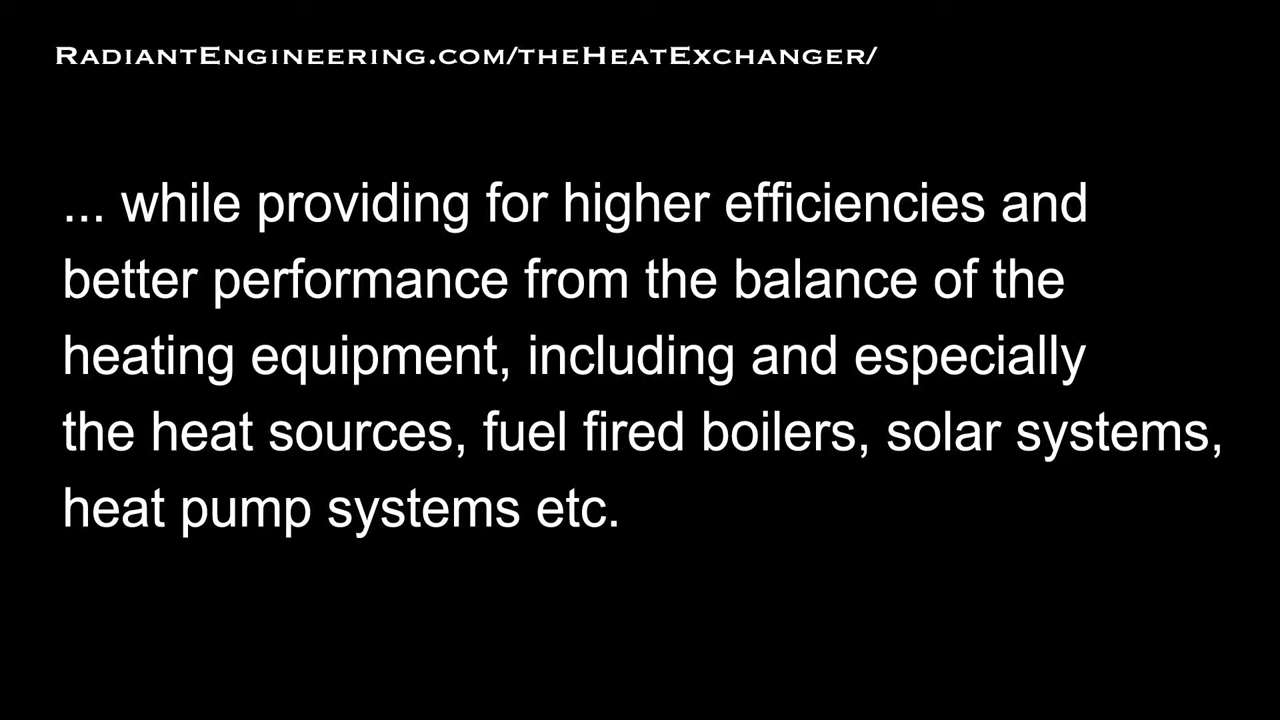 RadiantEngineering.com/theHeatExchanger/
... while providing for higher efficiencies and
better performance from the balance of the
heating equipment, including and especially
the heat sources, fuel fired boilers, solar systems,
heat pump systems etc.